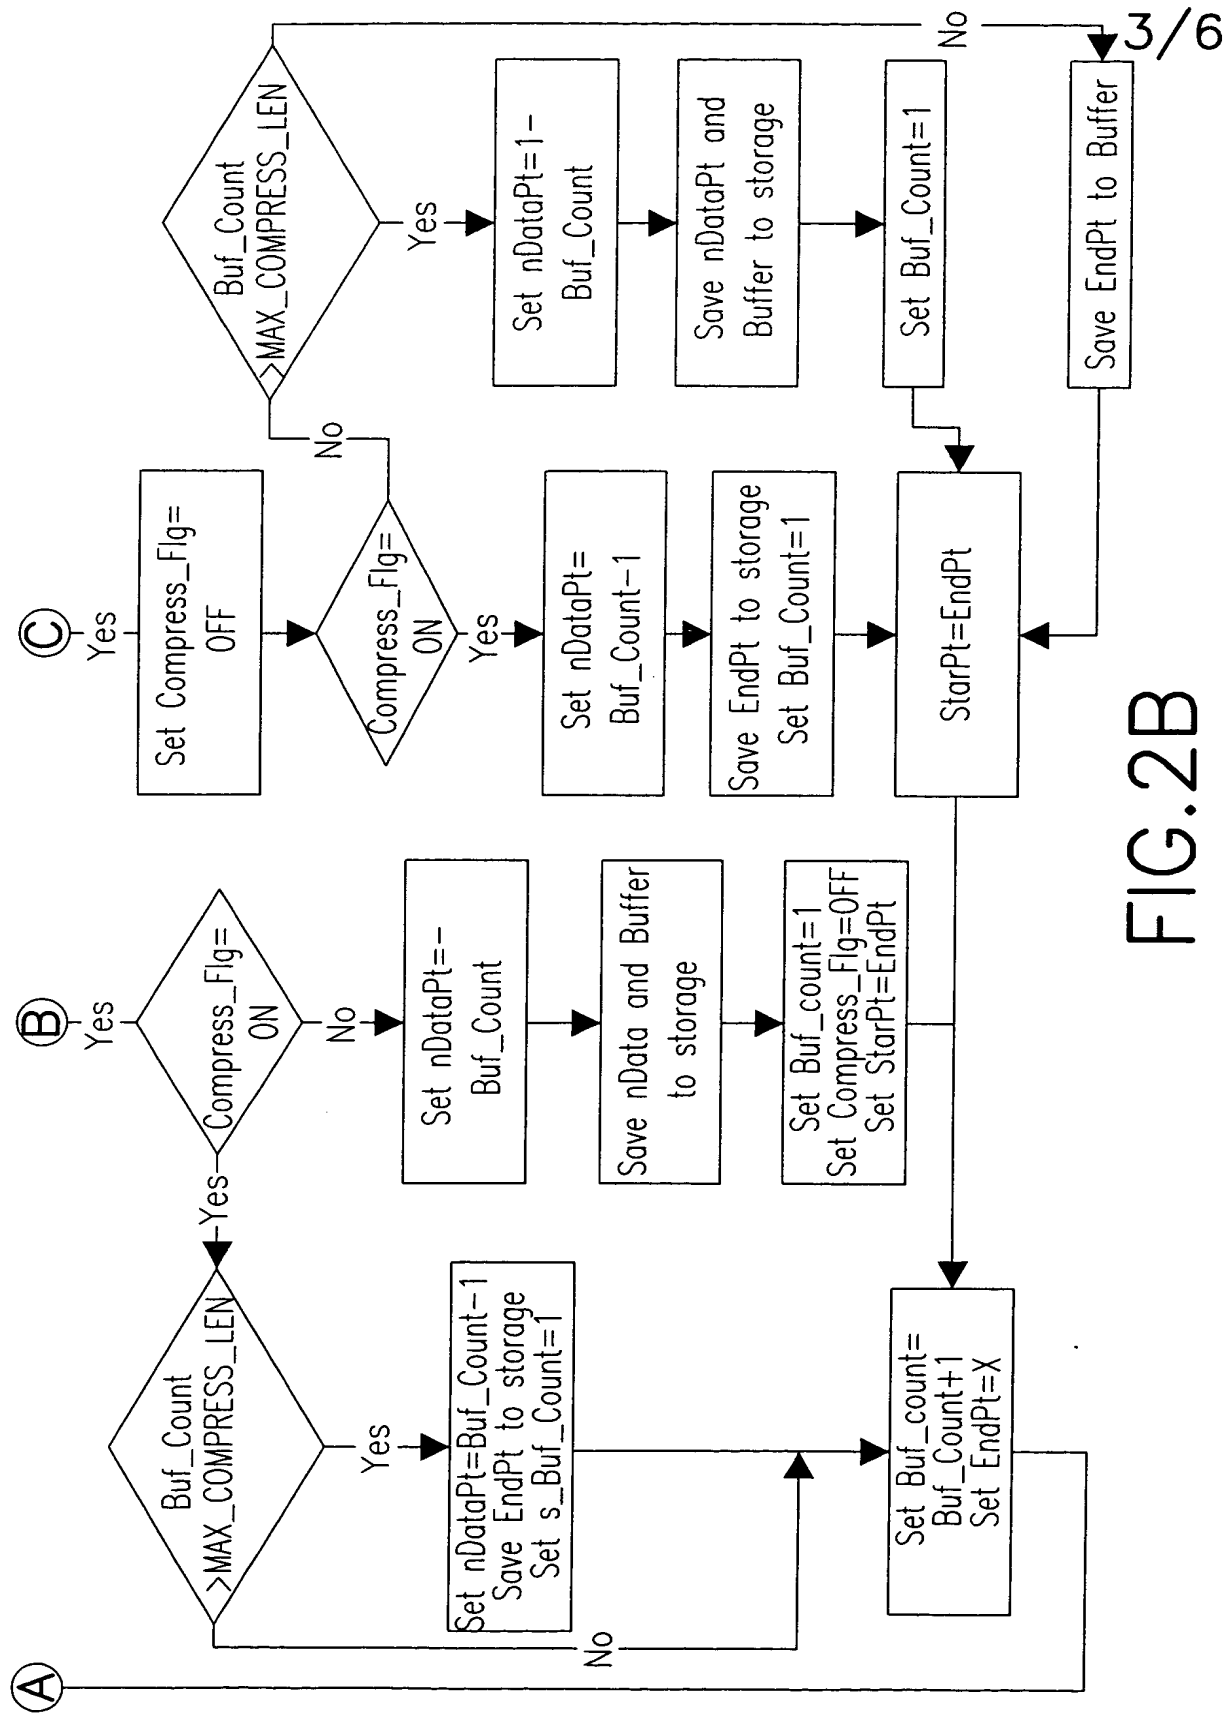 3/6
A
B
Yes
C
Yes
Buf_Count
>MAX_COMPRESS_LEN
Yes
No
Set nDataPt=Buf_Count-1
Save EndPt to storage
Set s_Buf_Count=1
Set Buf_count=
Buf_Count+1
Set EndPt=X
Yes
Compress_Flg=
ON
No
Set nDataPt=-
Buf_Count
Save nData and Buffer
to storage
Set Buf_count=1
Set Compress_Flg=OFF
Set StarPt=EndPt
Set Compress_Flg=
OFF
Compress_Flg=
ON
Yes
No
Set nDataPt=
Buf_Count-1
Save EndPt to storage
Set Buf_Count=1
StarPt=EndPt
Buf_Count
>MAX_COMPRESS_LEN
Yes
No
Set nDataPt=1-
Buf_Count
Save nDataPt and
Buffer to storage
Set Buf_Count=1
Save EndPt to Buffer
FIG.2B